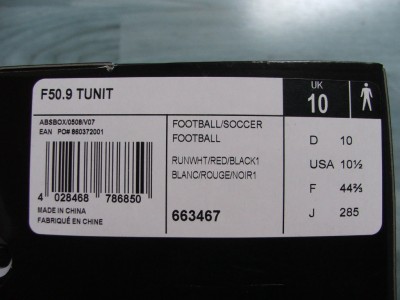 F50.9 TUNIT
UK
10
ABSBOX/0508/V07
EAN PO# 860372001
FOOTBALL/SOCCER
FOOTBALL
RUNWHT/RED/BLACK1
BLANC/ROUGE/NOIR1
663467
4 028468 786850
MADE IN CHINA
FABRIQUÉ EN CHINE
D 10
USA 10½
F 44⅔
J 285